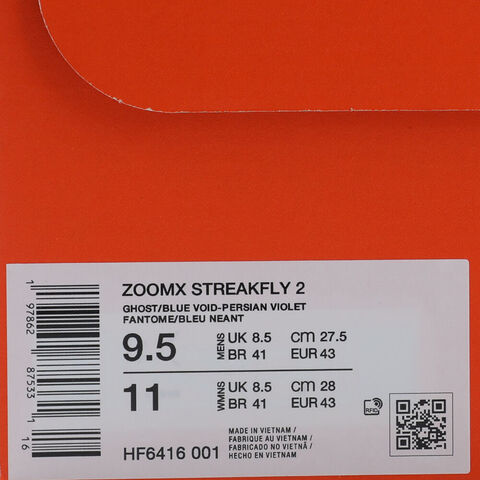 ZOOMX STREAKFLY 2
GHOST/BLUE VOID-PERSIAN VIOLET
FANTOME/BLEU NEANT
9.5 MENS UK 8.5 cm 27.5
BR 41 EUR 43
11 WMNS UK 8.5 cm 28
BR 41 EUR 43
HF6416 001
MADE IN VIETNAM /
FABRIQUE AU VIETNAM /
FABRICADO NO VIETNÃ /
HECHO EN VIETNAM
RFID
1 97862 87533 1 16